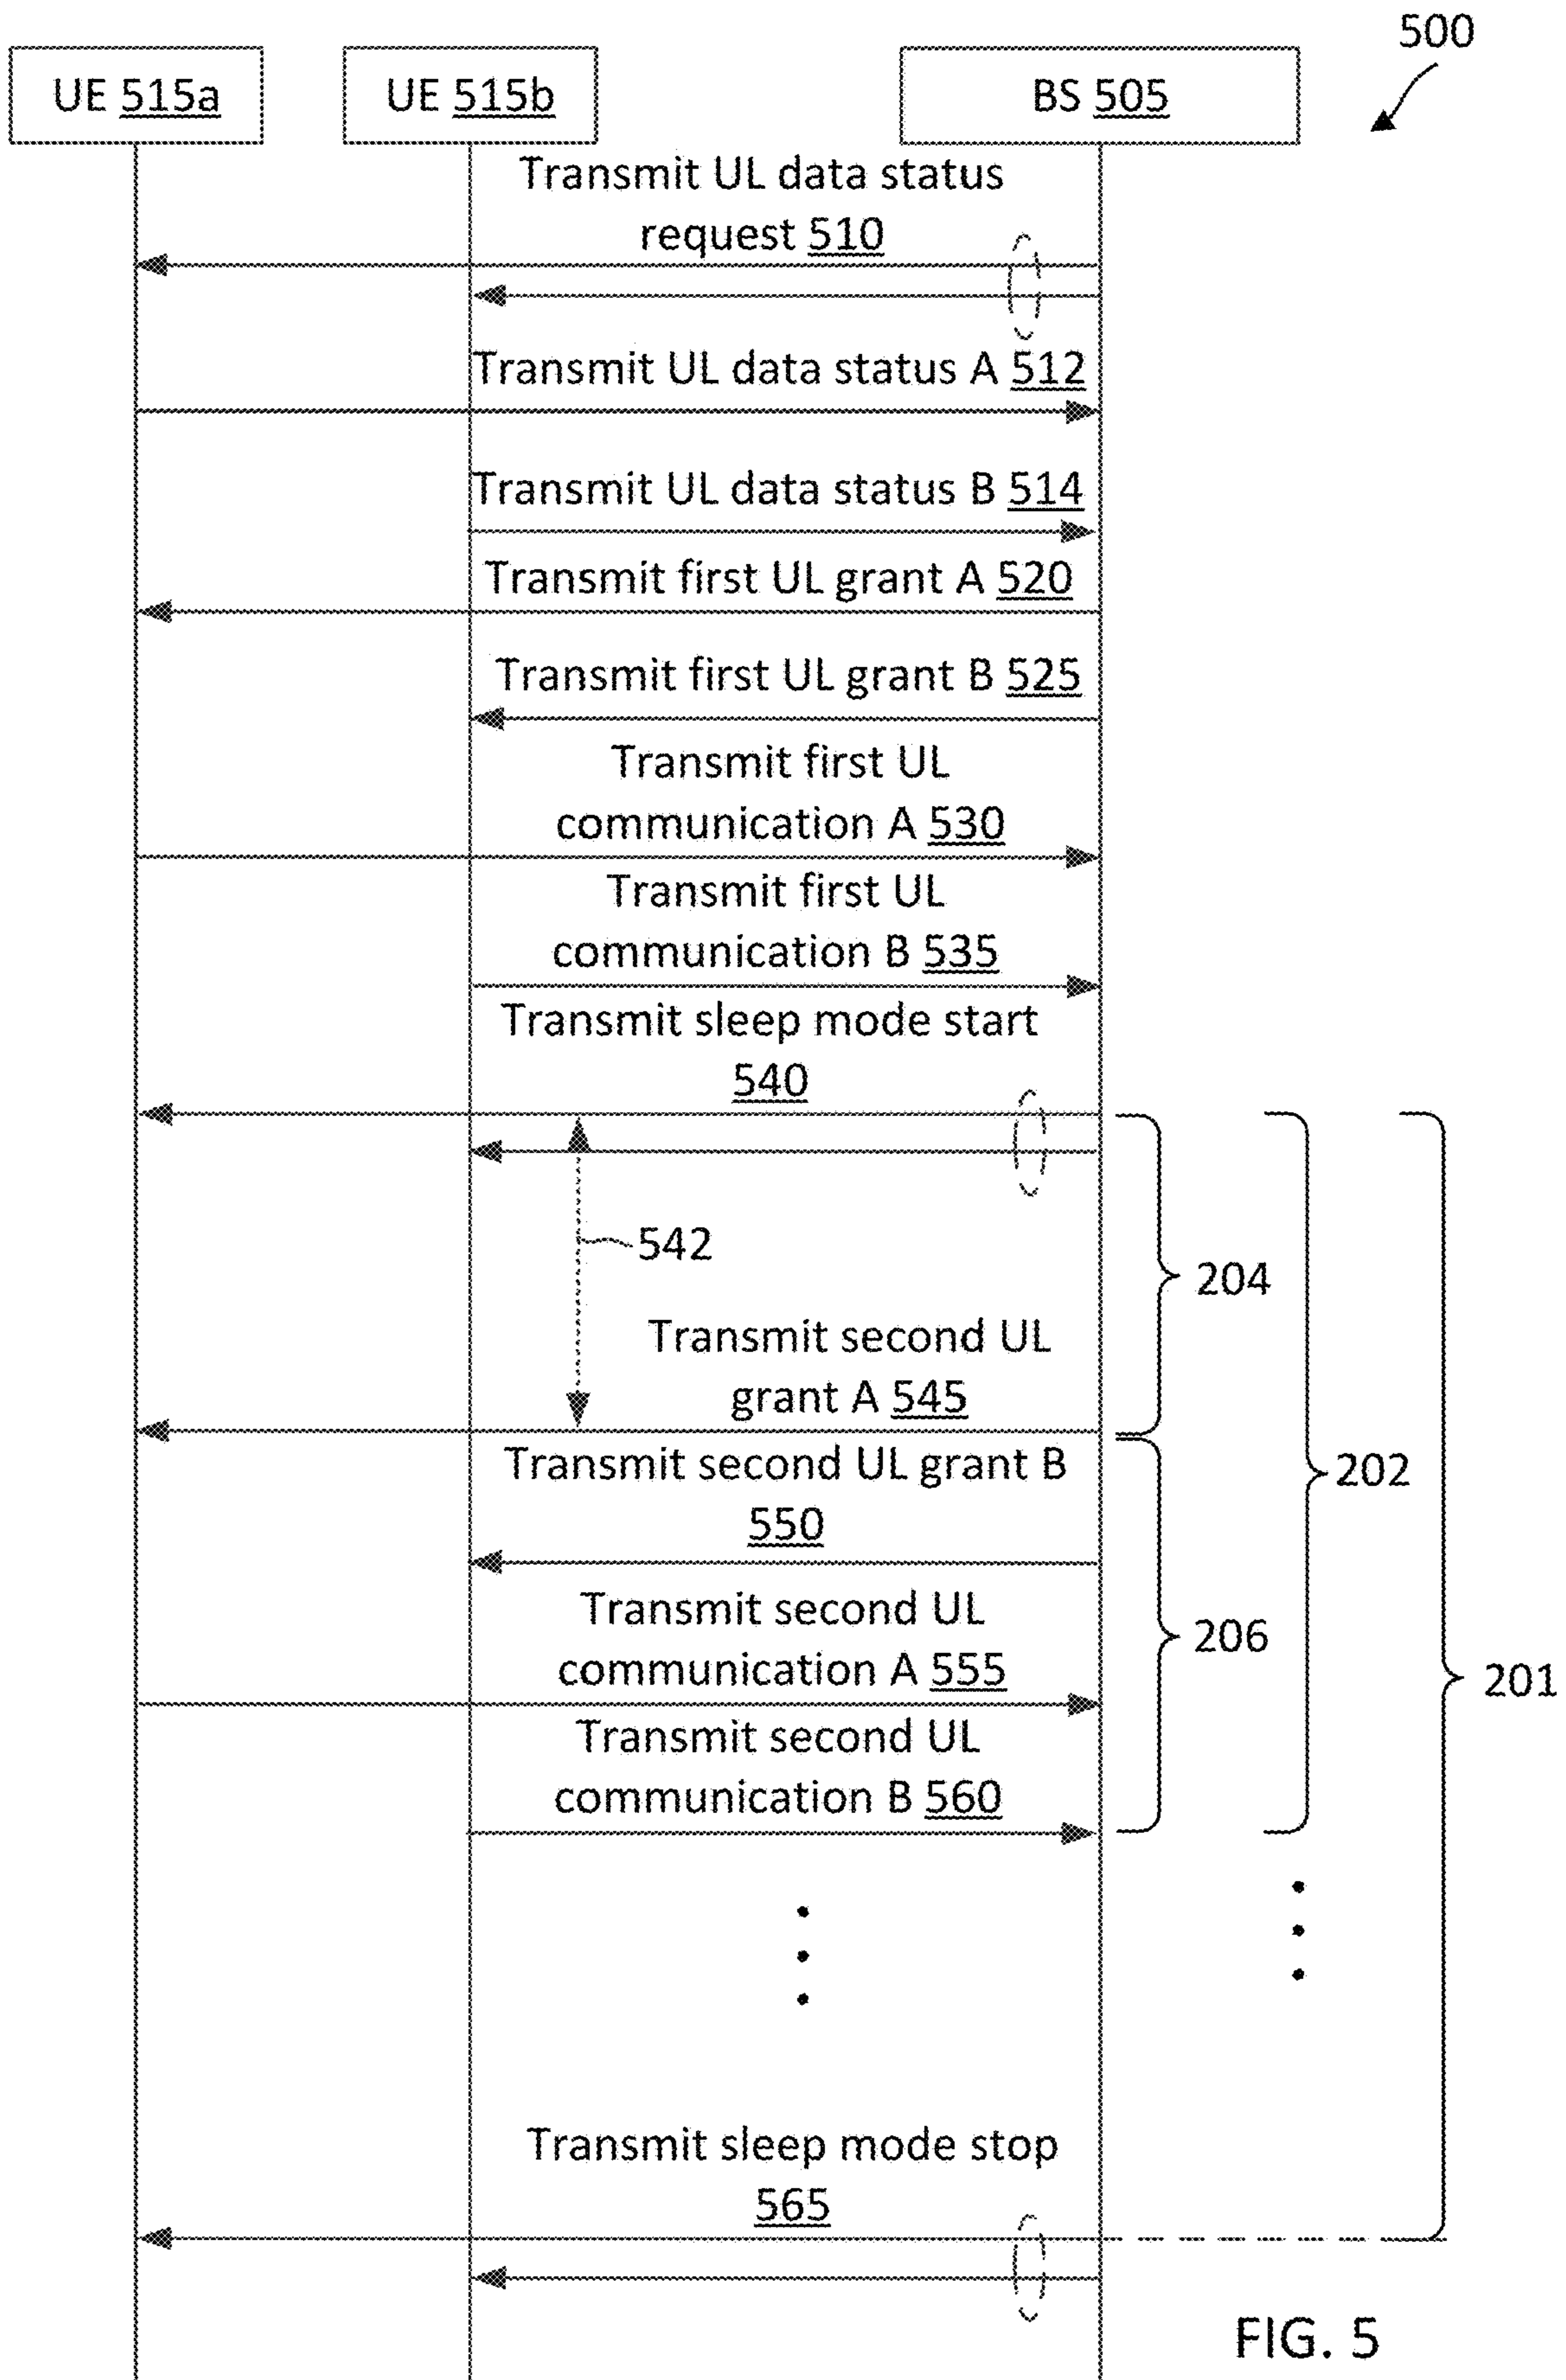 500
UE 515a
UE 515b
BS 505
Transmit UL data status
request 510
Transmit UL data status A 512
Transmit UL data status B 514
Transmit first UL grant A 520
Transmit first UL grant B 525
Transmit first UL
communication A 530
Transmit first UL
communication B 535
Transmit sleep mode start
540
542
204
Transmit second UL
grant A 545
Transmit second UL grant B
202
550
Transmit second UL
206
communication A 555
201
Transmit second UL
communication B 560
Transmit sleep mode stop
565
FIG. 5